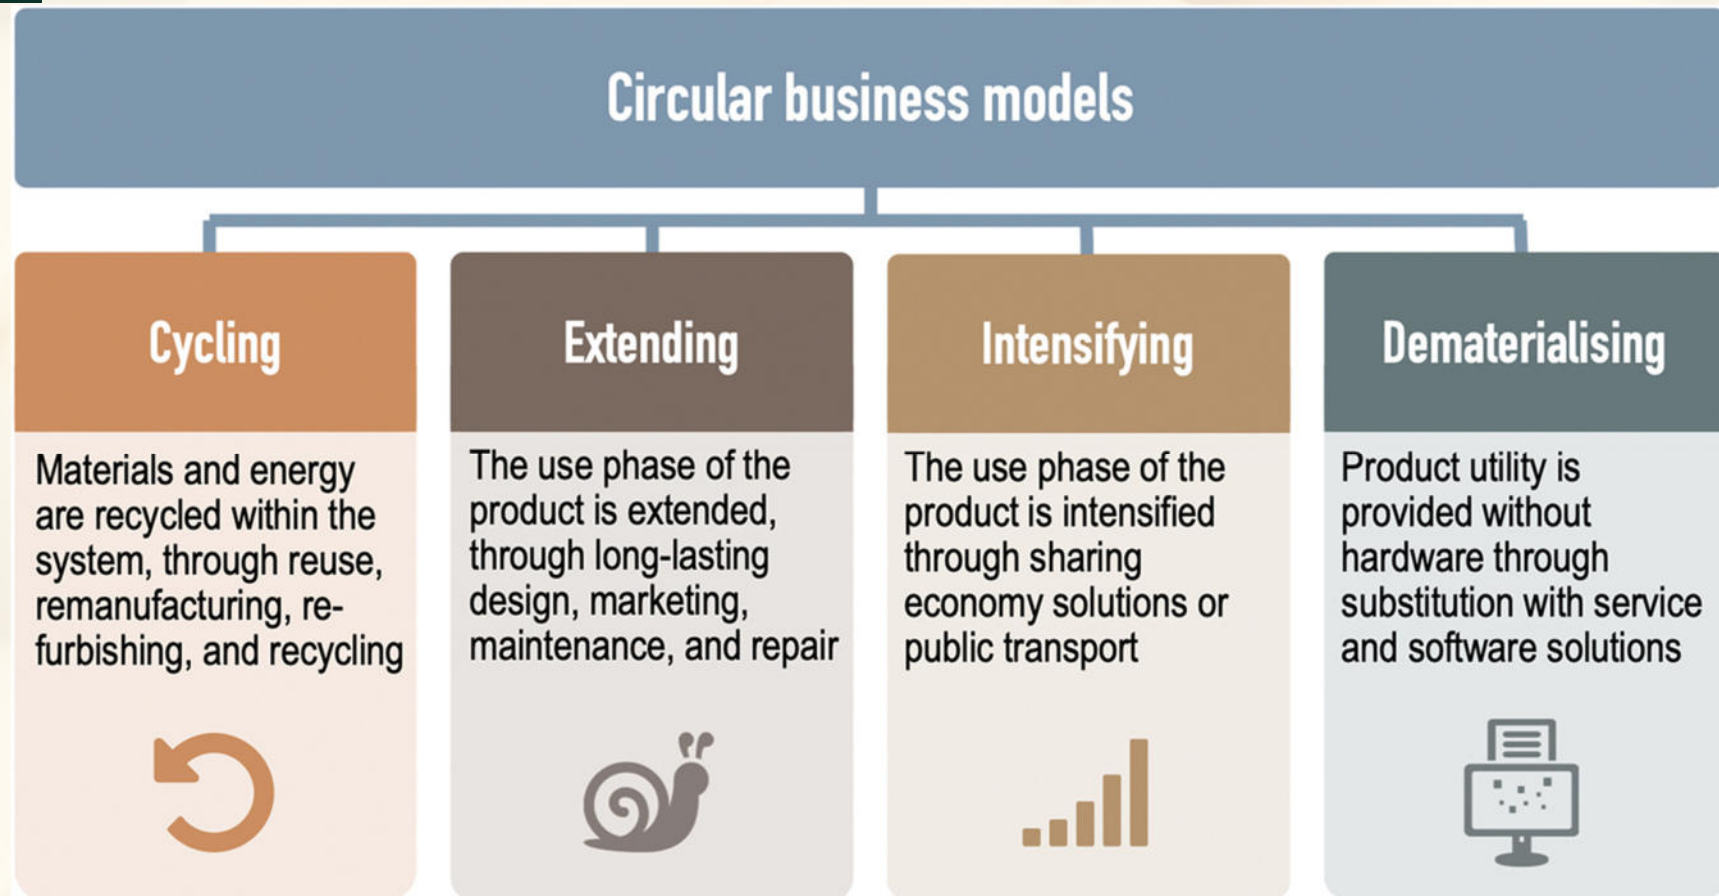 Circular business models
Cycling
Materials and energy
are recycled within the
system, through reuse,
remanufacturing, re-
furbishing, and recycling
Extending
The use phase of the
product is extended,
through long-lasting
design, marketing,
maintenance, and repair
Intensifying
The use phase of the
product is intensified
through sharing
economy solutions or
public transport
Dematerialising
Product utility is
provided without
hardware through
substitution with service
and software solutions